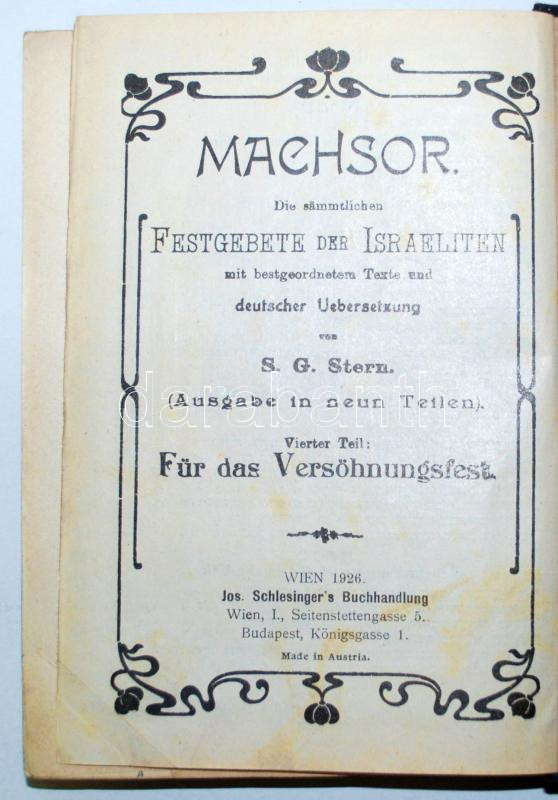 MACHSOR.
Die sämmtlichen
FESTGEBETE DER ISRAELITEN
mit bestgeordnetem Texte und
deutscher Uebersetzung
von
S. G. Stern.
darabanth
(Ausgabe in neun Teilen).
Vierter Teil:
Für das Versöhnungsfest.
WIEN 1926.
Jos. Schlesinger's Buchhandlung
Wien, I., Seitenstettengasse 5.
Budapest, Königsgasse 1.
Made in Austria.